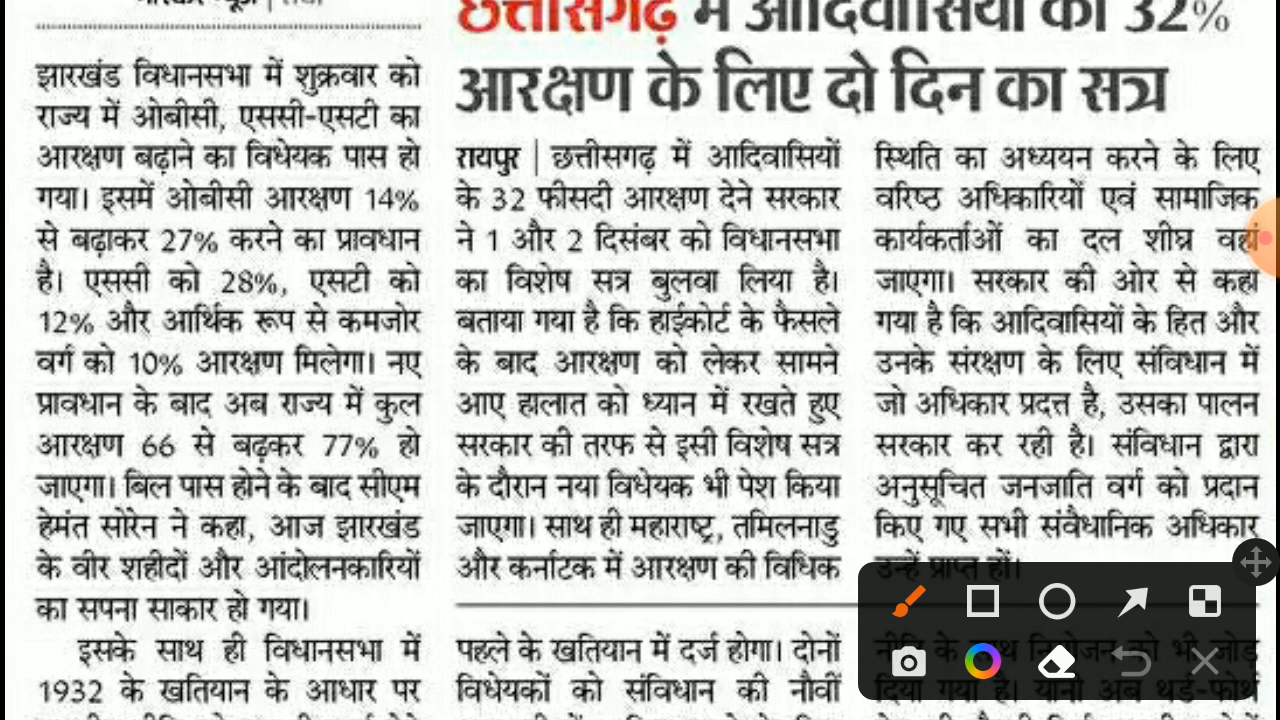 छत्तीसगढ़ में आदिवासियों को 32%
आरक्षण के लिए दो दिन का सत्र
झारखंड विधानसभा में शुक्रवार को
राज्य में ओबीसी, एससी-एसटी का
आरक्षण बढ़ाने का विधेयक पास हो
गया। इसमें ओबीसी आरक्षण 14%
से बढ़ाकर 27% करने का प्रावधान
है। एससी को 28%, एसटी को
12% और आर्थिक रूप से कमजोर
वर्ग को 10% आरक्षण मिलेगा। नए
प्रावधान के बाद अब राज्य में कुल
आरक्षण 66 से बढ़कर 77% हो
जाएगा। बिल पास होने के बाद सीएम
हेमंत सोरेन ने कहा, आज झारखंड
के वीर शहीदों और आंदोलनकारियों
का सपना साकार हो गया।
इसके साथ ही विधानसभा में
1932 के खतियान के आधार पर
रायपुर | छत्तीसगढ़ में आदिवासियों
के 32 फीसदी आरक्षण देने सरकार
ने 1 और 2 दिसंबर को विधानसभा
का विशेष सत्र बुलवा लिया है।
बताया गया है कि हाईकोर्ट के फैसले
के बाद आरक्षण को लेकर सामने
आए हालात को ध्यान में रखते हुए
सरकार की तरफ से इसी विशेष सत्र
के दौरान नया विधेयक भी पेश किया
जाएगा। साथ ही महाराष्ट्र, तमिलनाडु
और कर्नाटक में आरक्षण की विधिक
स्थिति का अध्ययन करने के लिए
वरिष्ठ अधिकारियों एवं सामाजिक
कार्यकर्ताओं का दल शीघ्र वहां
जाएगा। सरकार की ओर से कहा
गया है कि आदिवासियों के हित और
उनके संरक्षण के लिए संविधान में
जो अधिकार प्रदत्त है, उसका पालन
सरकार कर रही है। संविधान द्वारा
अनुसूचित जनजाति वर्ग को प्रदान
किए गए सभी संवैधानिक अधिकार
उन्हें प्राप्त हों।
पहले के खतियान में दर्ज होगा। दोनों
विधेयकों को संविधान की नौवीं
नीति के साथ नियोजन को भी जोड़
दिया गया है। यानी अब थर्ड-फोर्थ